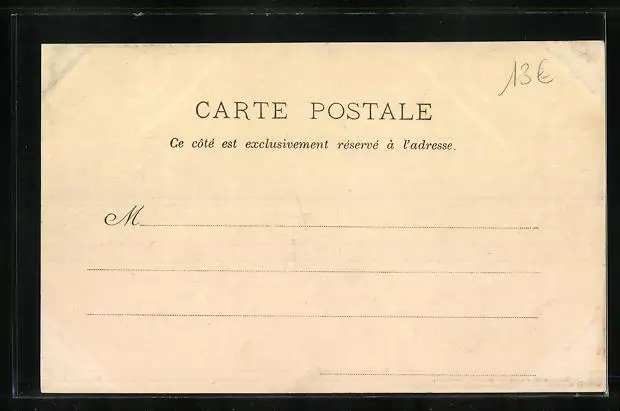 13€
CARTE POSTALE
Ce côté est exclusivement réservé à l'adresse.
M